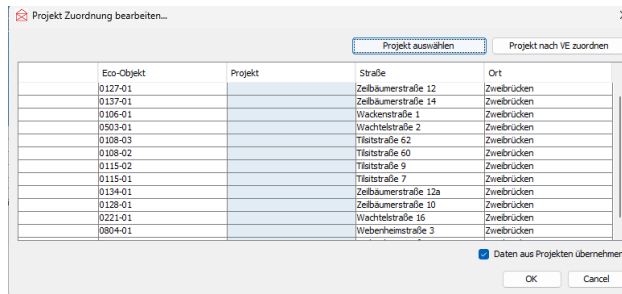 Projekt Zuordnung bearbeiten...
Projekt auswählen Projekt nach VE zuordnen
Eco-Objekt Projekt Straße Ort
0127-01 Zeilbäumerstraße 12 Zweibrücken
0137-01 Zeilbäumerstraße 14 Zweibrücken
0106-01 Wackenstraße 1 Zweibrücken
0503-01 Wachtelstraße 2 Zweibrücken
0108-03 Tilsitstraße 62 Zweibrücken
0108-02 Tilsitstraße 60 Zweibrücken
0115-02 Tilsitstraße 9 Zweibrücken
0115-01 Tilsitstraße 7 Zweibrücken
0134-01 Zeilbäumerstraße 12a Zweibrücken
0128-01 Zeilbäumerstraße 10 Zweibrücken
0221-01 Wachtelstraße 16 Zweibrücken
0804-01 Webenheimstraße 3 Zweibrücken
Daten aus Projekten übernehmen
OK Cancel